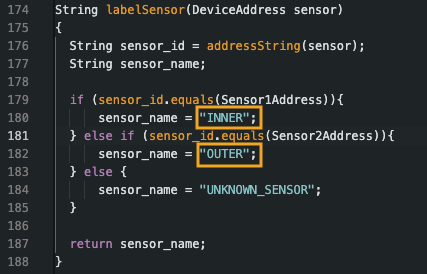 174 String labelSensor(DeviceAddress sensor)
175 {
176 String sensor_id = addressString(sensor);
177 String sensor_name;
178
179 if (sensor_id.equals(Sensor1Address)){
180 sensor_name = "INNER";
181 } else if (sensor_id.equals(Sensor2Address)){
182 sensor_name = "OUTER";
183 } else {
184 sensor_name = "UNKNOWN_SENSOR";
185 }
186
187 return sensor_name;
188 }